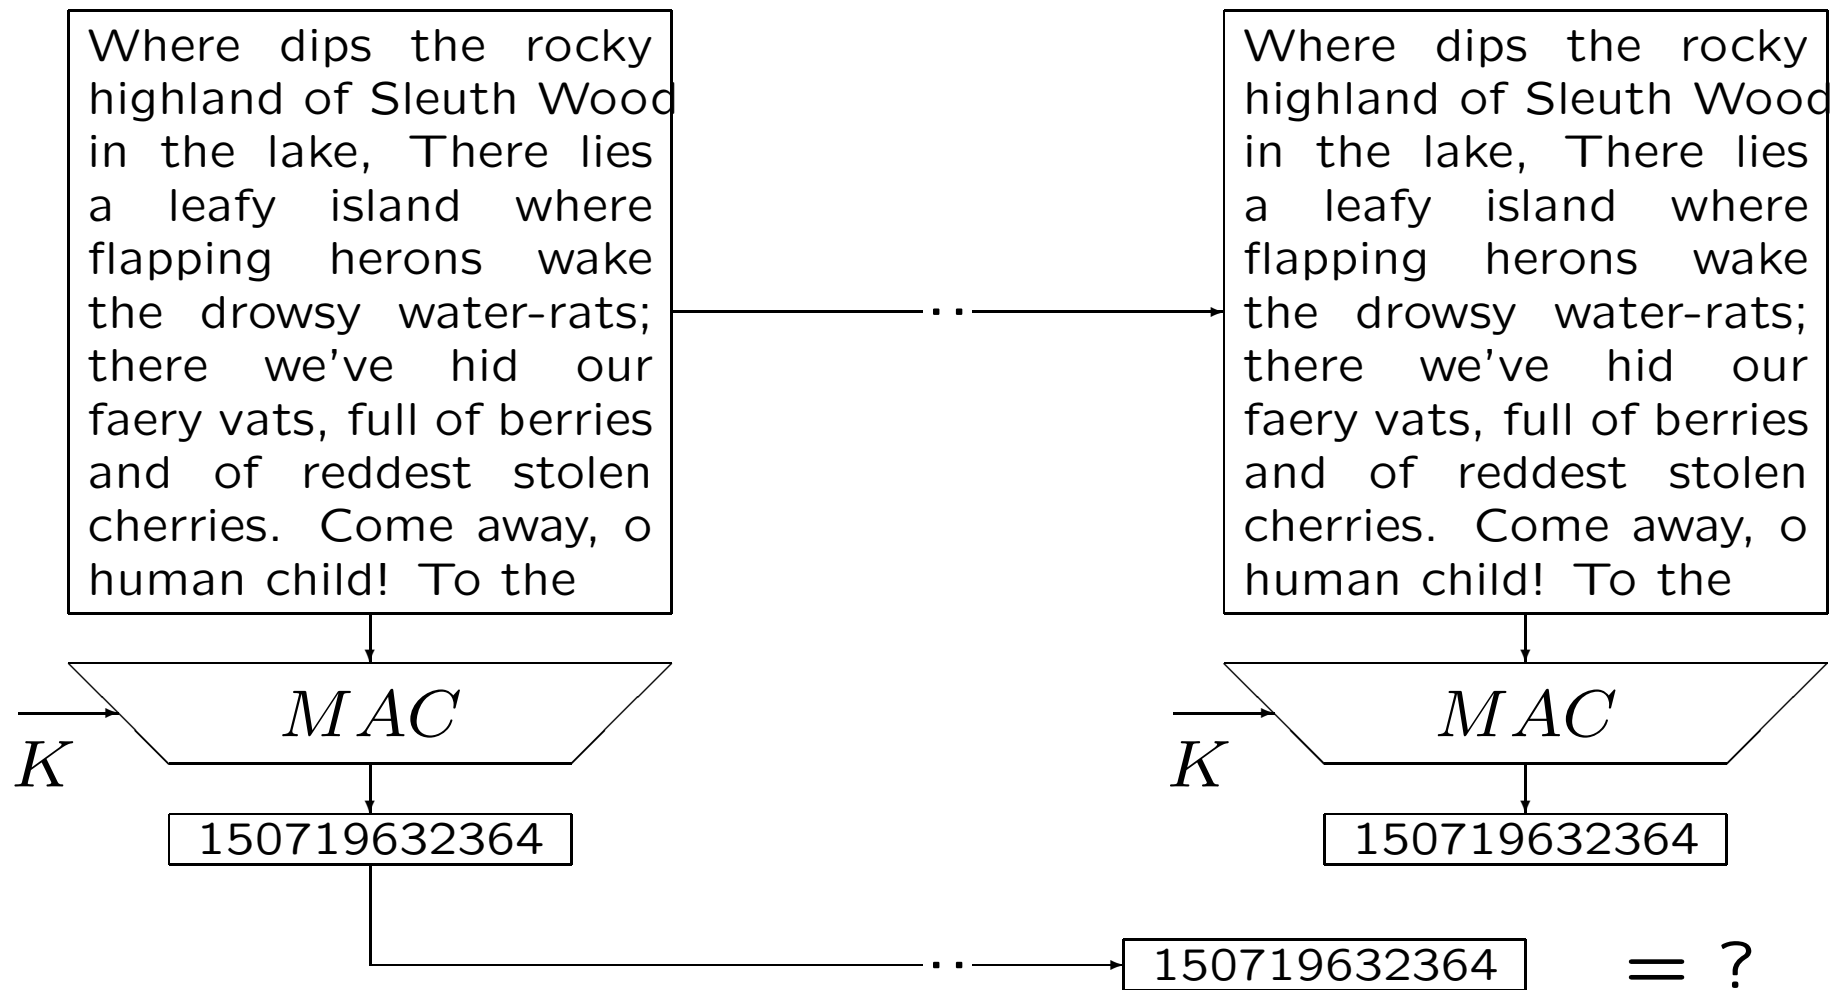 Where dips the rocky
highland of Sleuth Wood
in the lake, There lies
a leafy island where
flapping herons wake
the drowsy water-rats;
there we've hid our
faery vats, full of berries
and of reddest stolen
cherries. Come away, o
human child! To the
MAC
K
150719632364
Where dips the rocky
highland of Sleuth Wood
in the lake, There lies
a leafy island where
flapping herons wake
the drowsy water-rats;
there we've hid our
faery vats, full of berries
and of reddest stolen
cherries. Come away, o
human child! To the
MAC
K
150719632364
150719632364 = ?